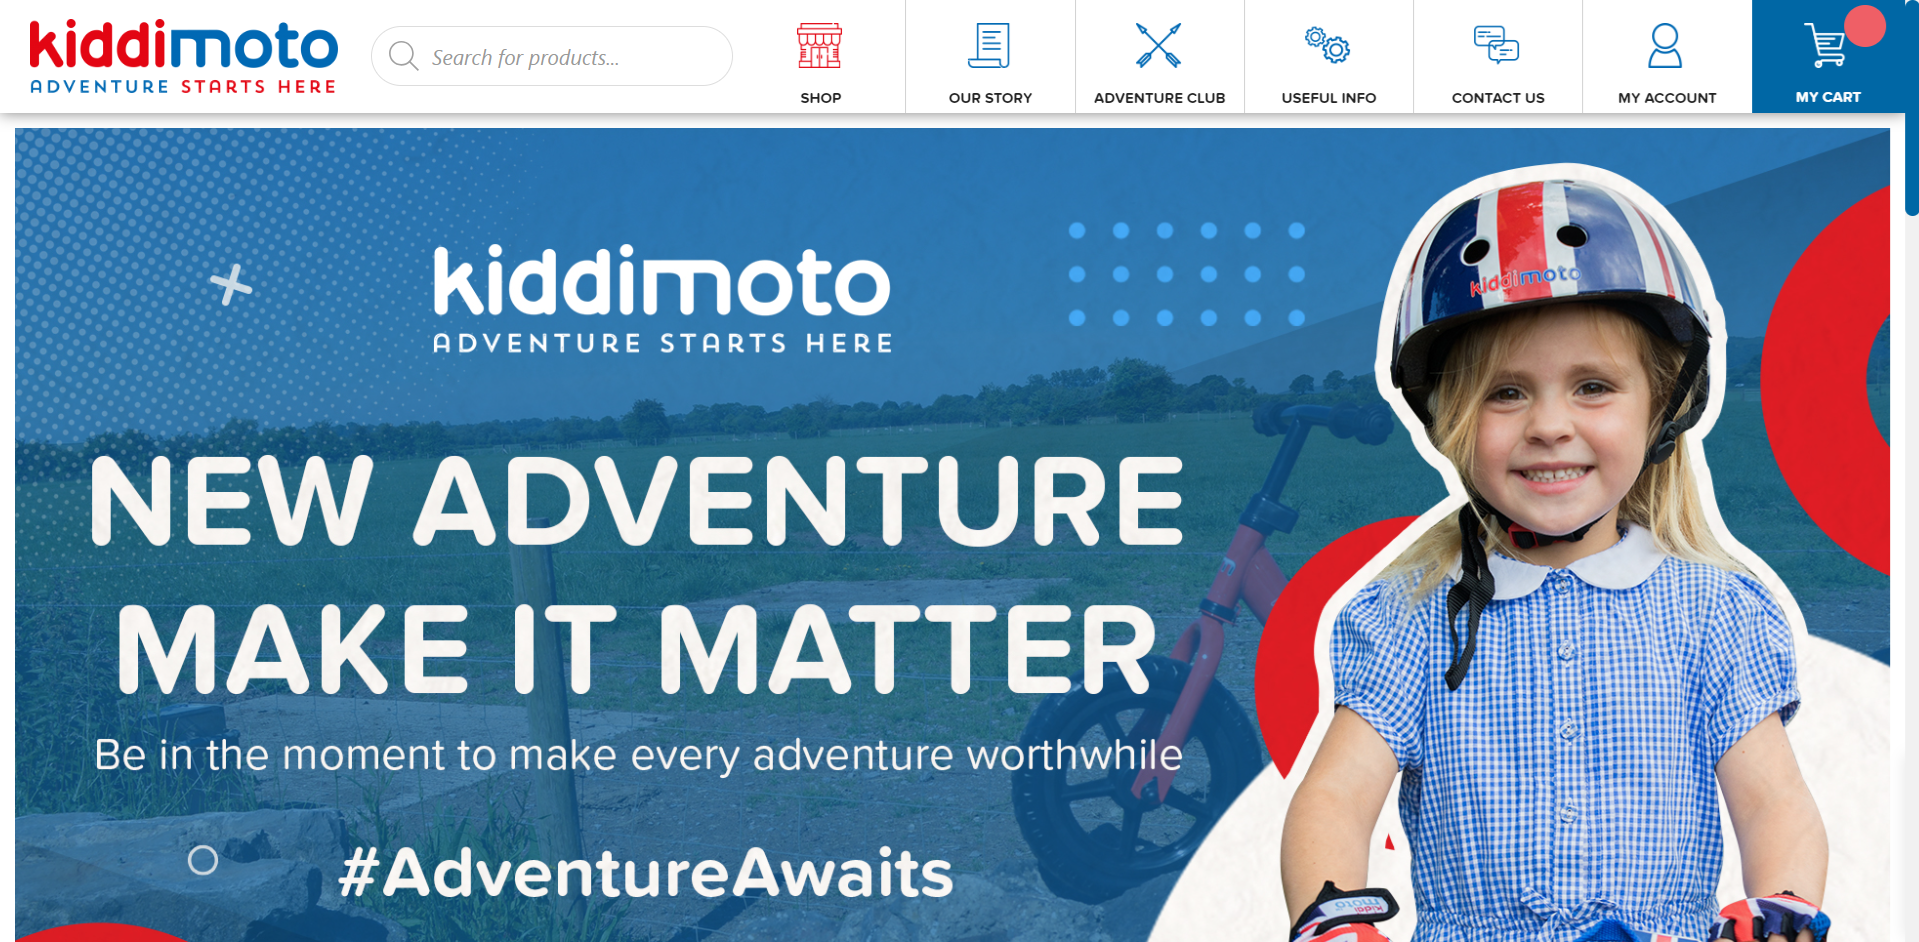 kiddimoto
ADVENTURE STARTS HERE
Search for products...
SHOP
OUR STORY
ADVENTURE CLUB
USEFUL INFO
CONTACT US
MY ACCOUNT
MY CART
kiddimoto
ADVENTURE STARTS HERE
kiddimoto
NEW ADVENTURE
MAKE IT MATTER
Be in the moment to make every adventure worthwhile
#AdventureAwaits
kiddi
moto